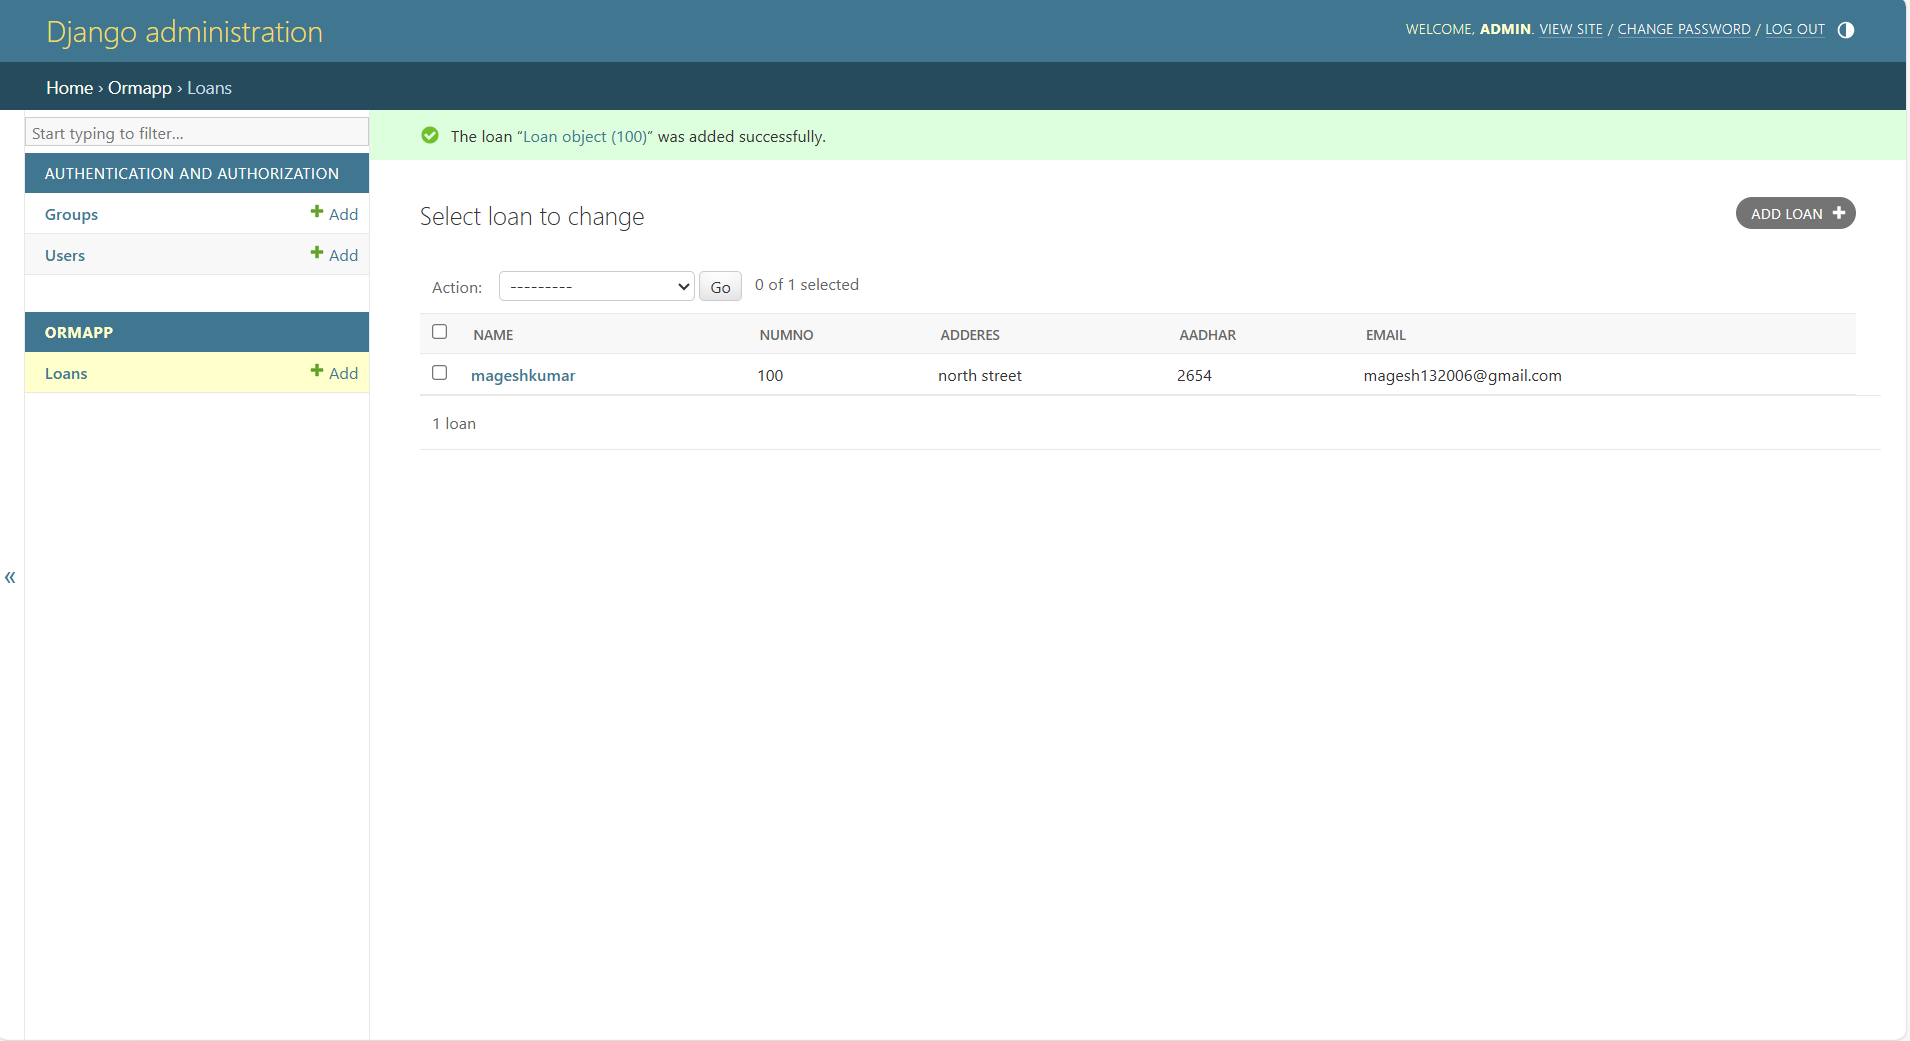 Django administration
WELCOME, ADMIN. VIEW SITE / CHANGE PASSWORD / LOG OUT
Home › Ormapp › Loans
Start typing to filter...
AUTHENTICATION AND AUTHORIZATION
Groups Add
Users Add
ORMAPP
Loans Add
«
The loan “Loan object (100)” was added successfully.
Select loan to change
ADD LOAN
Action: --------- Go 0 of 1 selected
NAME NUMNO ADDERES AADHAR EMAIL
mageshkumar 100 north street 2654 magesh132006@gmail.com
1 loan